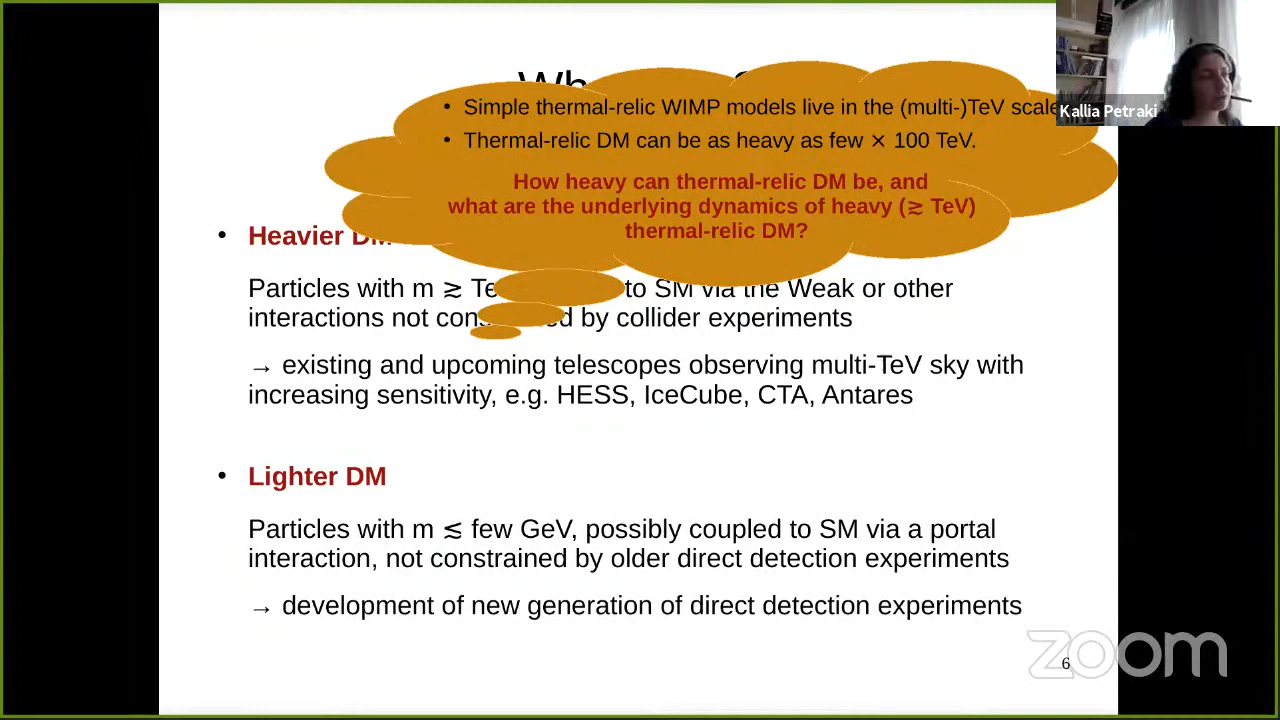 Wh
• Simple thermal-relic WIMP models live in the (multi-)TeV scale
Kallia Petraki
• Thermal-relic DM can be as heavy as few × 100 TeV.
How heavy can thermal-relic DM be, and
what are the underlying dynamics of heavy (≳ TeV)
thermal-relic DM?
• Heavier DM
Particles with m ≳ Te to SM via the Weak or other
interactions not cons d by collider experiments
→ existing and upcoming telescopes observing multi-TeV sky with
increasing sensitivity, e.g. HESS, IceCube, CTA, Antares
• Lighter DM
Particles with m ≲ few GeV, possibly coupled to SM via a portal
interaction, not constrained by older direct detection experiments
→ development of new generation of direct detection experiments
zoom
6